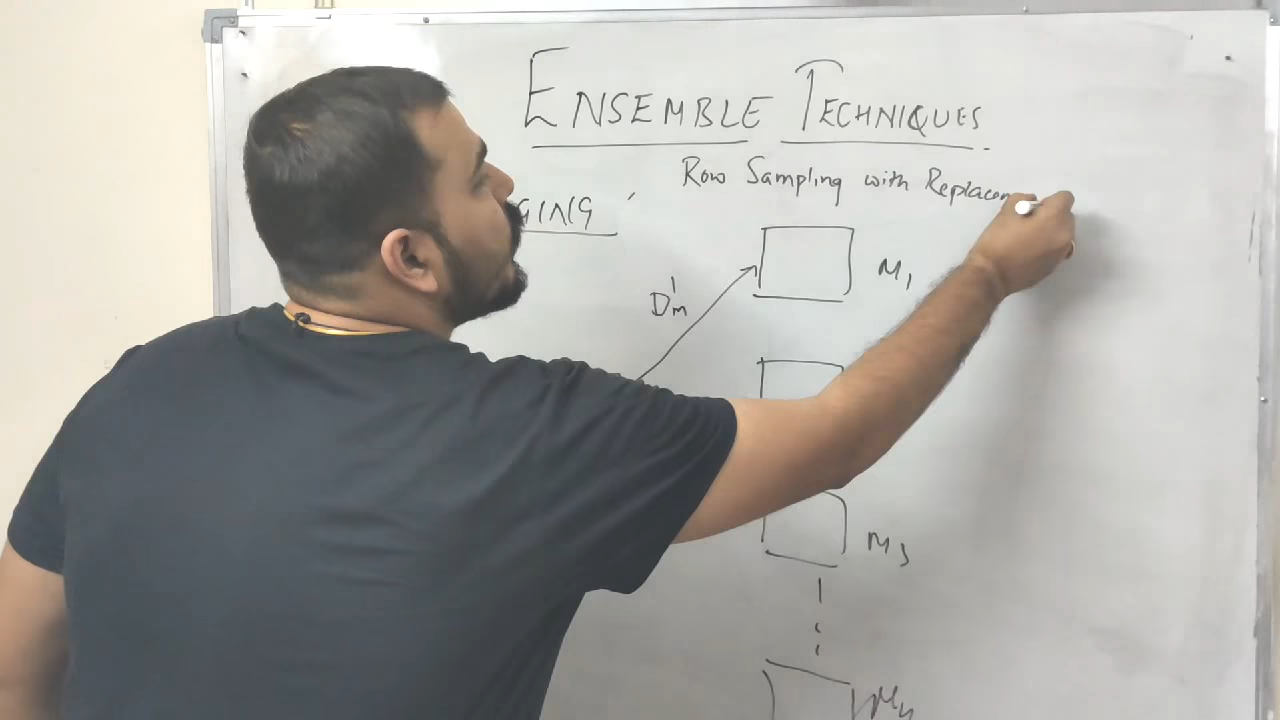 ENSEMBLE TECHNIQUES
Row Sampling with Replacem
GING
D'm
M1
M3
Mn